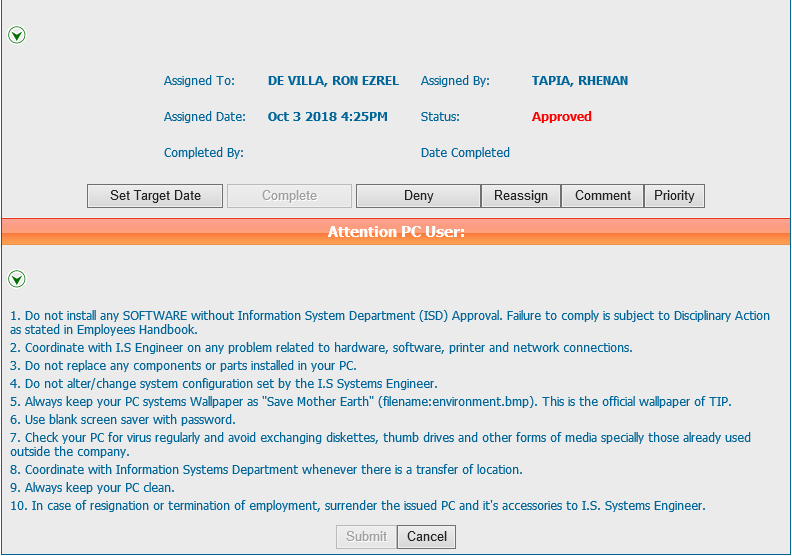 Assigned To: DE VILLA, RON EZREL Assigned By: TAPIA, RHENAN
Assigned Date: Oct 3 2018 4:25PM Status: Approved
Completed By: Date Completed
Set Target Date Complete Deny Reassign Comment Priority
Attention PC User:
1. Do not install any SOFTWARE without Information System Department (ISD) Approval. Failure to comply is subject to Disciplinary Action
as stated in Employees Handbook.
2. Coordinate with I.S Engineer on any problem related to hardware, software, printer and network connections.
3. Do not replace any components or parts installed in your PC.
4. Do not alter/change system configuration set by the I.S Systems Engineer.
5. Always keep your PC systems Wallpaper as "Save Mother Earth" (filename:environment.bmp). This is the official wallpaper of TIP.
6. Use blank screen saver with password.
7. Check your PC for virus regularly and avoid exchanging diskettes, thumb drives and other forms of media specially those already used
outside the company.
8. Coordinate with Information Systems Department whenever there is a transfer of location.
9. Always keep your PC clean.
10. In case of resignation or termination of employment, surrender the issued PC and it's accessories to I.S. Systems Engineer.
Submit Cancel